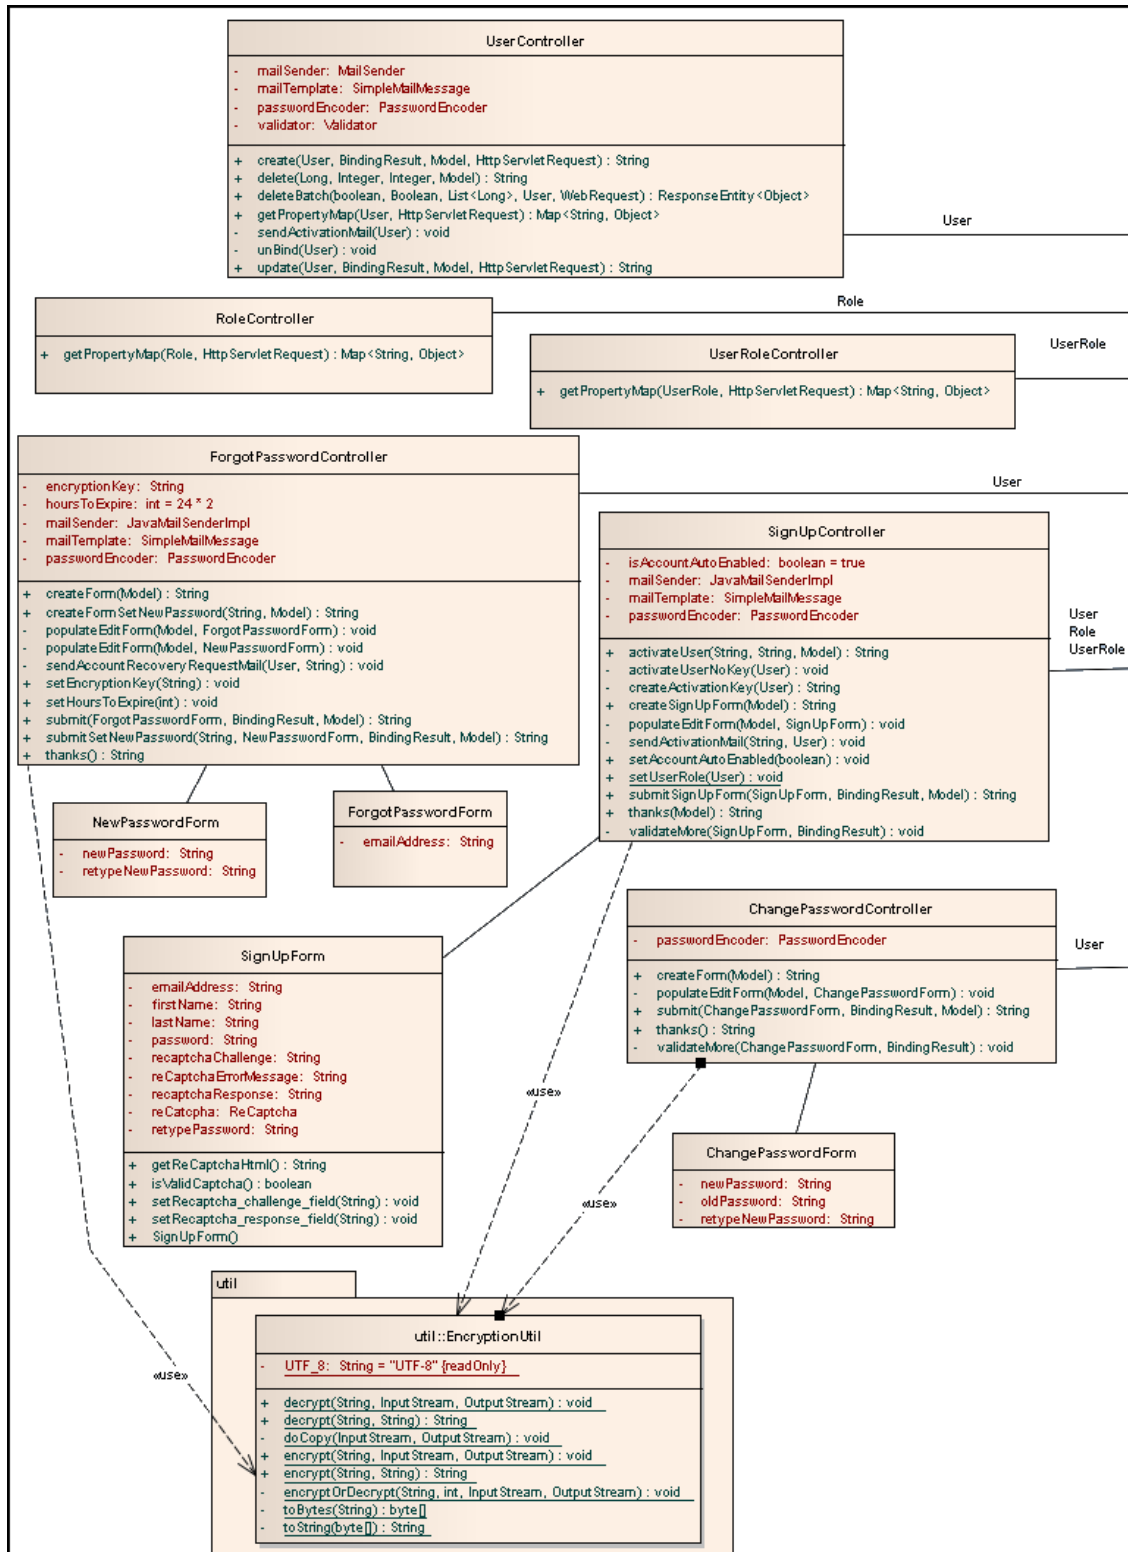 UserController
- mailSender: MailSender
- mailTemplate: SimpleMailMessage
- passwordEncoder: PasswordEncoder
- validator: Validator
+ create(User, BindingResult, Model, HttpServletRequest) : String
+ delete(Long, Integer, Integer, Model) : String
+ deleteBatch(boolean, Boolean, List<Long>, User, WebRequest) : ResponseEntity<Object>
+ getPropertyMap(User, HttpServletRequest) : Map<String, Object>
- sendActivationMail(User) : void
- unBind(User) : void
+ update(User, BindingResult, Model, HttpServletRequest) : String
User
Role
RoleController
+ getPropertyMap(Role, HttpServletRequest) : Map<String, Object>
UserRole
UserRoleController
+ getPropertyMap(UserRole, HttpServletRequest) : Map<String, Object>
ForgotPasswordController
- encryptionKey: String
- hoursToExpire: int = 24 * 2
- mailSender: JavaMailSenderImpl
- mailTemplate: SimpleMailMessage
- passwordEncoder: PasswordEncoder
+ createForm(Model) : String
+ createFormSetNewPassword(String, Model) : String
- populateEditForm(Model, ForgotPasswordForm) : void
- populateEditForm(Model, NewPasswordForm) : void
- sendAccountRecoveryRequestMail(User, String) : void
+ setEncryptionKey(String) : void
+ setHoursToExpire(int) : void
+ submit(ForgotPasswordForm, BindingResult, Model) : String
+ submitSetNewPassword(String, NewPasswordForm, BindingResult, Model) : String
+ thanks() : String
User
SignUpController
- isAccountAutoEnabled: boolean = true
- mailSender: JavaMailSenderImpl
- mailTemplate: SimpleMailMessage
- passwordEncoder: PasswordEncoder
+ activateUser(String, String, Model) : String
- activateUserNoKey(User) : void
- createActivationKey(User) : String
+ createSignUpForm(Model) : String
- populateEditForm(Model, SignUpForm) : void
- sendActivationMail(String, User) : void
+ setAccountAutoEnabled(boolean) : void
+ setUserRole(User) : void
+ submitSignUpForm(SignUpForm, BindingResult, Model) : String
+ thanks(Model) : String
- validateMore(SignUpForm, BindingResult) : void
User
Role
UserRole
NewPasswordForm
- newPassword: String
- retypeNewPassword: String
ForgotPasswordForm
- emailAddress: String
ChangePasswordController
- passwordEncoder: PasswordEncoder
+ createForm(Model) : String
- populateEditForm(Model, ChangePasswordForm) : void
+ submit(ChangePasswordForm, BindingResult, Model) : String
+ thanks() : String
- validateMore(ChangePasswordForm, BindingResult) : void
User
SignUpForm
- emailAddress: String
- firstName: String
- lastName: String
- password: String
- recaptchaChallenge: String
- reCaptchaErrorMessage: String
- recaptchaResponse: String
- reCatcpha: ReCaptcha
- retypePassword: String
+ getReCaptchaHtml() : String
+ isValidCaptcha() : boolean
+ setRecaptcha_challenge_field(String) : void
+ setRecaptcha_response_field(String) : void
+ SignUpForm()
«use»
«use»
ChangePasswordForm
- newPassword: String
- oldPassword: String
- retypeNewPassword: String
util
util::EncryptionUtil
- UTF_8: String = "UTF-8" {readOnly}
+ decrypt(String, InputStream, OutputStream) : void
+ decrypt(String, String) : String
- doCopy(InputStream, OutputStream) : void
+ encrypt(String, InputStream, OutputStream) : void
+ encrypt(String, String) : String
- encryptOrDecrypt(String, int, InputStream, OutputStream) : void
- toBytes(String) : byte[]
- toString(byte[]) : String
«use»